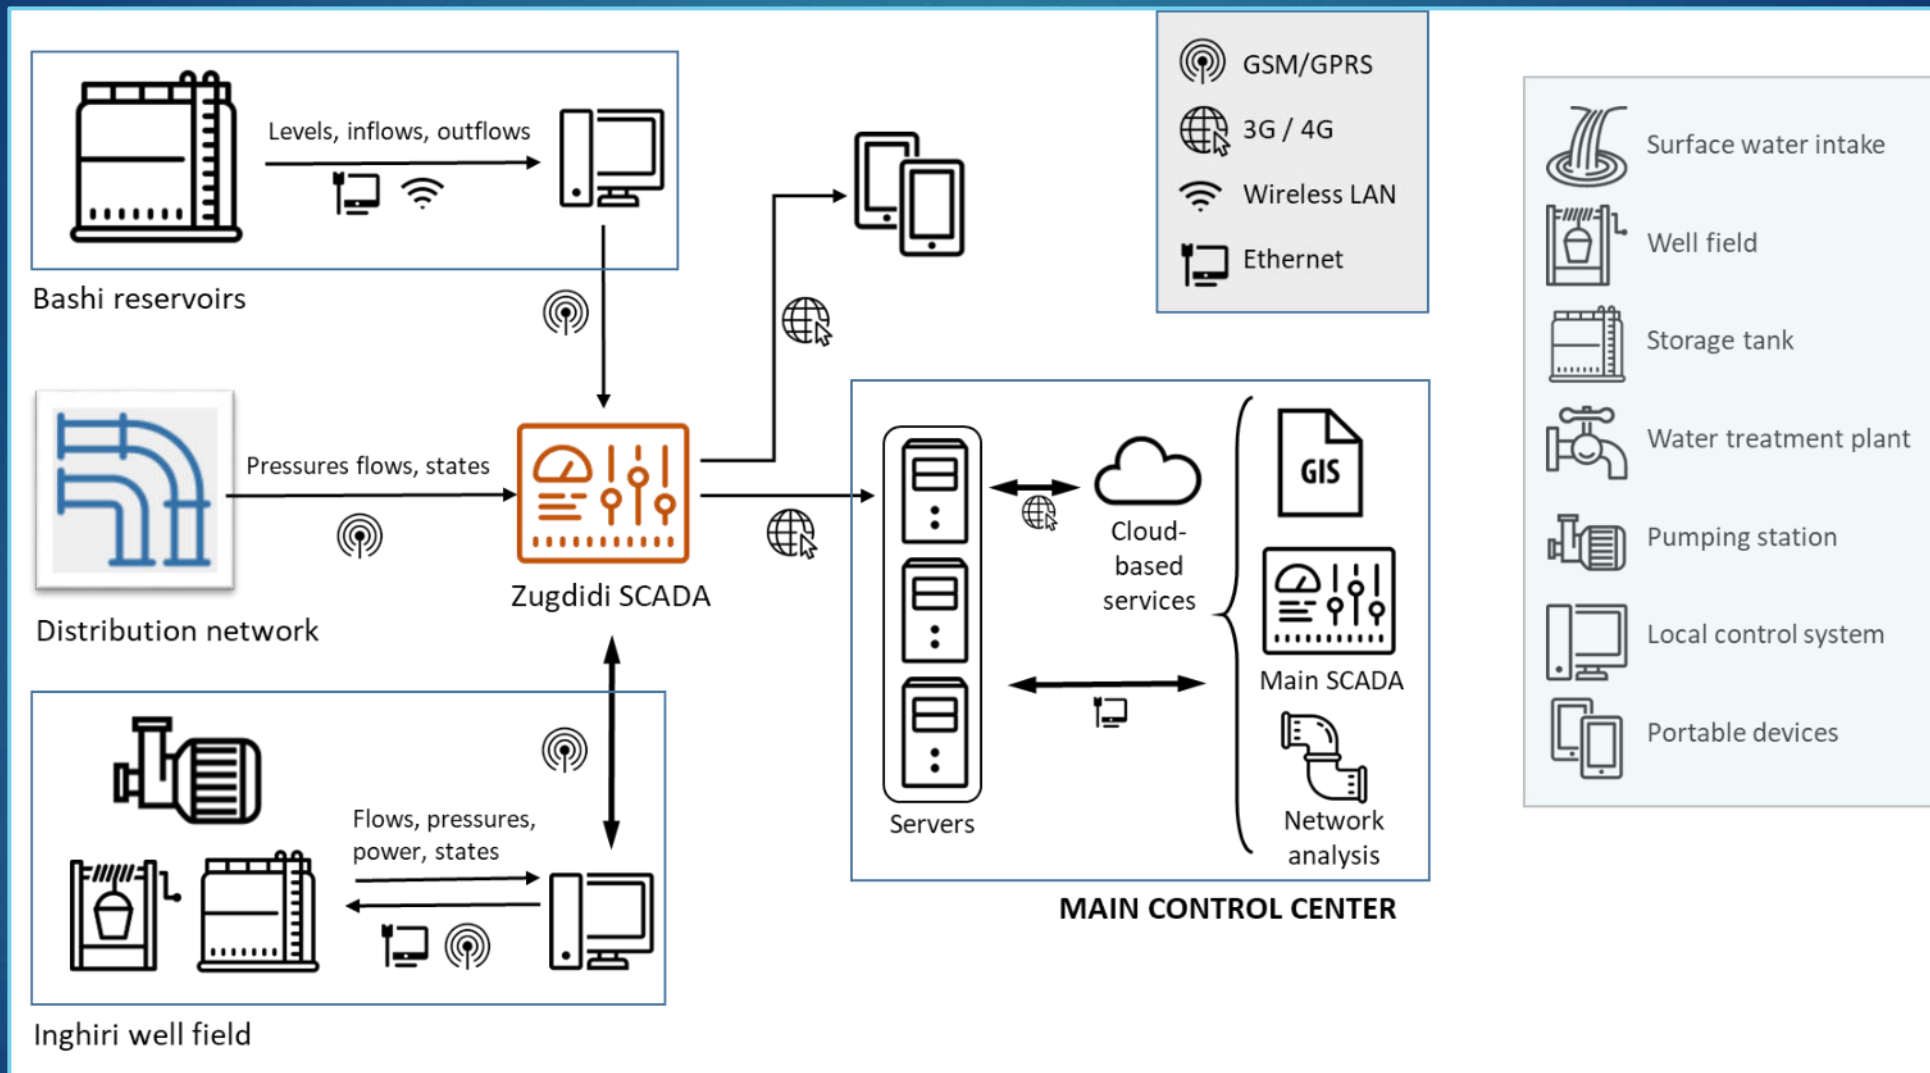 Levels, inflows, outflows
Bashi reservoirs
GSM/GPRS
3G / 4G
Wireless LAN
Ethernet
Pressures flows, states
Distribution network
Zugdidi SCADA
Flows, pressures,
power, states
Inghiri well field
Servers
Cloud-
based
services
GIS
Main SCADA
Network
analysis
MAIN CONTROL CENTER
Surface water intake
Well field
Storage tank
Water treatment plant
Pumping station
Local control system
Portable devices